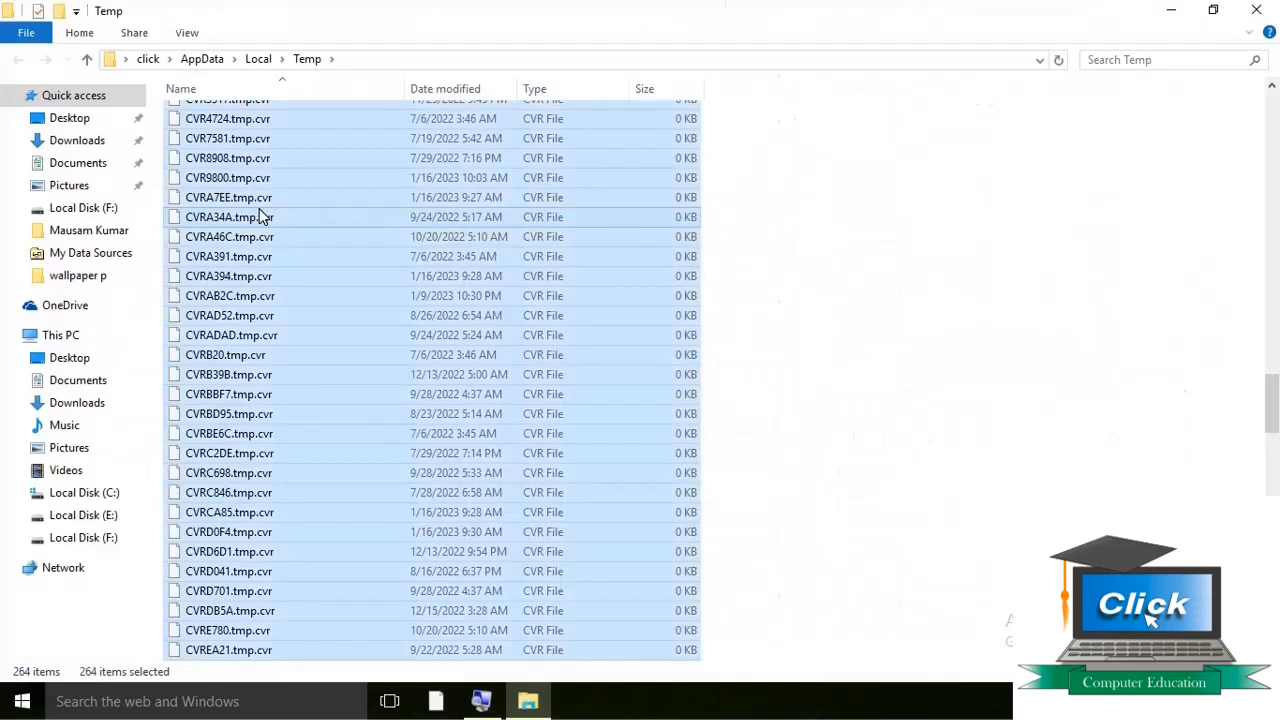 Temp
File Home Share View
click AppData Local Temp
Search Temp
Name Date modified Type Size
Quick access
Desktop
Downloads
Documents
Pictures
Local Disk (F:)
Mausam Kumar
My Data Sources
wallpaper p
OneDrive
This PC
Desktop
Documents
Downloads
Music
Pictures
Videos
Local Disk (C:)
Local Disk (E:)
Local Disk (F:)
Network
CVR4724.tmp.cvr 7/6/2022 3:46 AM CVR File 0 KB
CVR7581.tmp.cvr 7/19/2022 5:42 AM CVR File 0 KB
CVR8908.tmp.cvr 7/29/2022 7:16 PM CVR File 0 KB
CVR9800.tmp.cvr 1/16/2023 10:03 AM CVR File 0 KB
CVRA7EE.tmp.cvr 1/16/2023 9:27 AM CVR File 0 KB
CVRA34A.tmp.cvr 9/24/2022 5:17 AM CVR File 0 KB
CVRA46C.tmp.cvr 10/20/2022 5:10 AM CVR File 0 KB
CVRA391.tmp.cvr 7/6/2022 3:45 AM CVR File 0 KB
CVRA394.tmp.cvr 1/16/2023 9:28 AM CVR File 0 KB
CVRAB2C.tmp.cvr 1/9/2023 10:30 PM CVR File 0 KB
CVRAD52.tmp.cvr 8/26/2022 6:54 AM CVR File 0 KB
CVRADAD.tmp.cvr 9/24/2022 5:24 AM CVR File 0 KB
CVRB20.tmp.cvr 7/6/2022 3:46 AM CVR File 0 KB
CVRB39B.tmp.cvr 12/13/2022 5:00 AM CVR File 0 KB
CVRBBF7.tmp.cvr 9/28/2022 4:37 AM CVR File 0 KB
CVRBD95.tmp.cvr 8/23/2022 5:14 AM CVR File 0 KB
CVRBE6C.tmp.cvr 7/6/2022 3:45 AM CVR File 0 KB
CVRC2DE.tmp.cvr 7/29/2022 7:14 PM CVR File 0 KB
CVRC698.tmp.cvr 9/28/2022 5:33 AM CVR File 0 KB
CVRC846.tmp.cvr 7/28/2022 6:58 AM CVR File 0 KB
CVRCA85.tmp.cvr 1/16/2023 9:28 AM CVR File 0 KB
CVRD0F4.tmp.cvr 1/16/2023 9:30 AM CVR File 0 KB
CVRD6D1.tmp.cvr 12/13/2022 9:54 PM CVR File 0 KB
CVRD041.tmp.cvr 8/16/2022 6:37 PM CVR File 0 KB
CVRD701.tmp.cvr 9/28/2022 4:37 AM CVR File 0 KB
CVRDB5A.tmp.cvr 12/15/2022 3:28 AM CVR File 0 KB
CVRE780.tmp.cvr 10/20/2022 5:10 AM CVR File 0 KB
CVREA21.tmp.cvr 9/22/2022 5:28 AM CVR File 0 KB
264 items 264 items selected
Search the web and Windows
Click
Computer Education